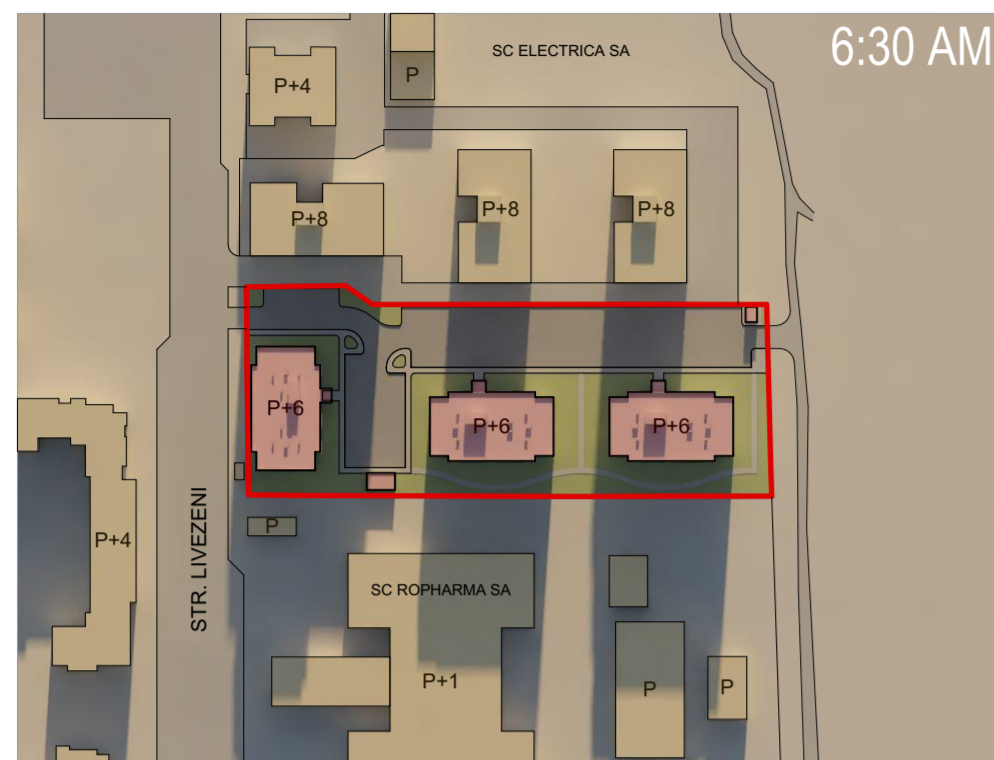 6:30 AM
SC ELECTRICA SA
P
P+4
P+8
P+8
P+8
P+6
P+6
P+6
P
P+4
STR. LIVEZENI
SC ROPHARMA SA
P+1
P
P